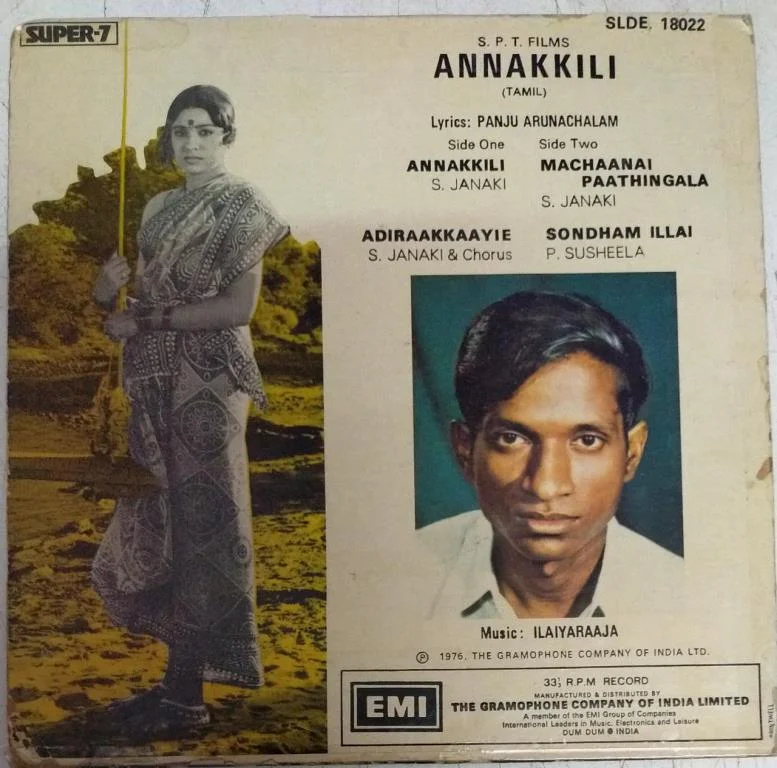 SUPER-7
SLDE. 18022
S. P. T. FILMS
ANNAKKILI
(TAMIL)
Lyrics: PANJU ARUNACHALAM
Side One
ANNAKKILI
S. JANAKI
ADIRAAKKAAYIE
S. JANAKI & Chorus
Side Two
MACHAANAI
PAATHINGALA
S. JANAKI
SONDHAM ILLAI
P. SUSHEELA
Music: ILAIYARAAJA
Ⓟ 1976, THE GRAMOPHONE COMPANY OF INDIA LTD.
EMI
33⅓ R.P.M RECORD
MANUFACTURED & DISTRIBUTED BY
THE GRAMOPHONE COMPANY OF INDIA LIMITED
A member of the EMI Group of Companies
International Leaders in Music, Electronics and Leisure
DUM DUM ● INDIA